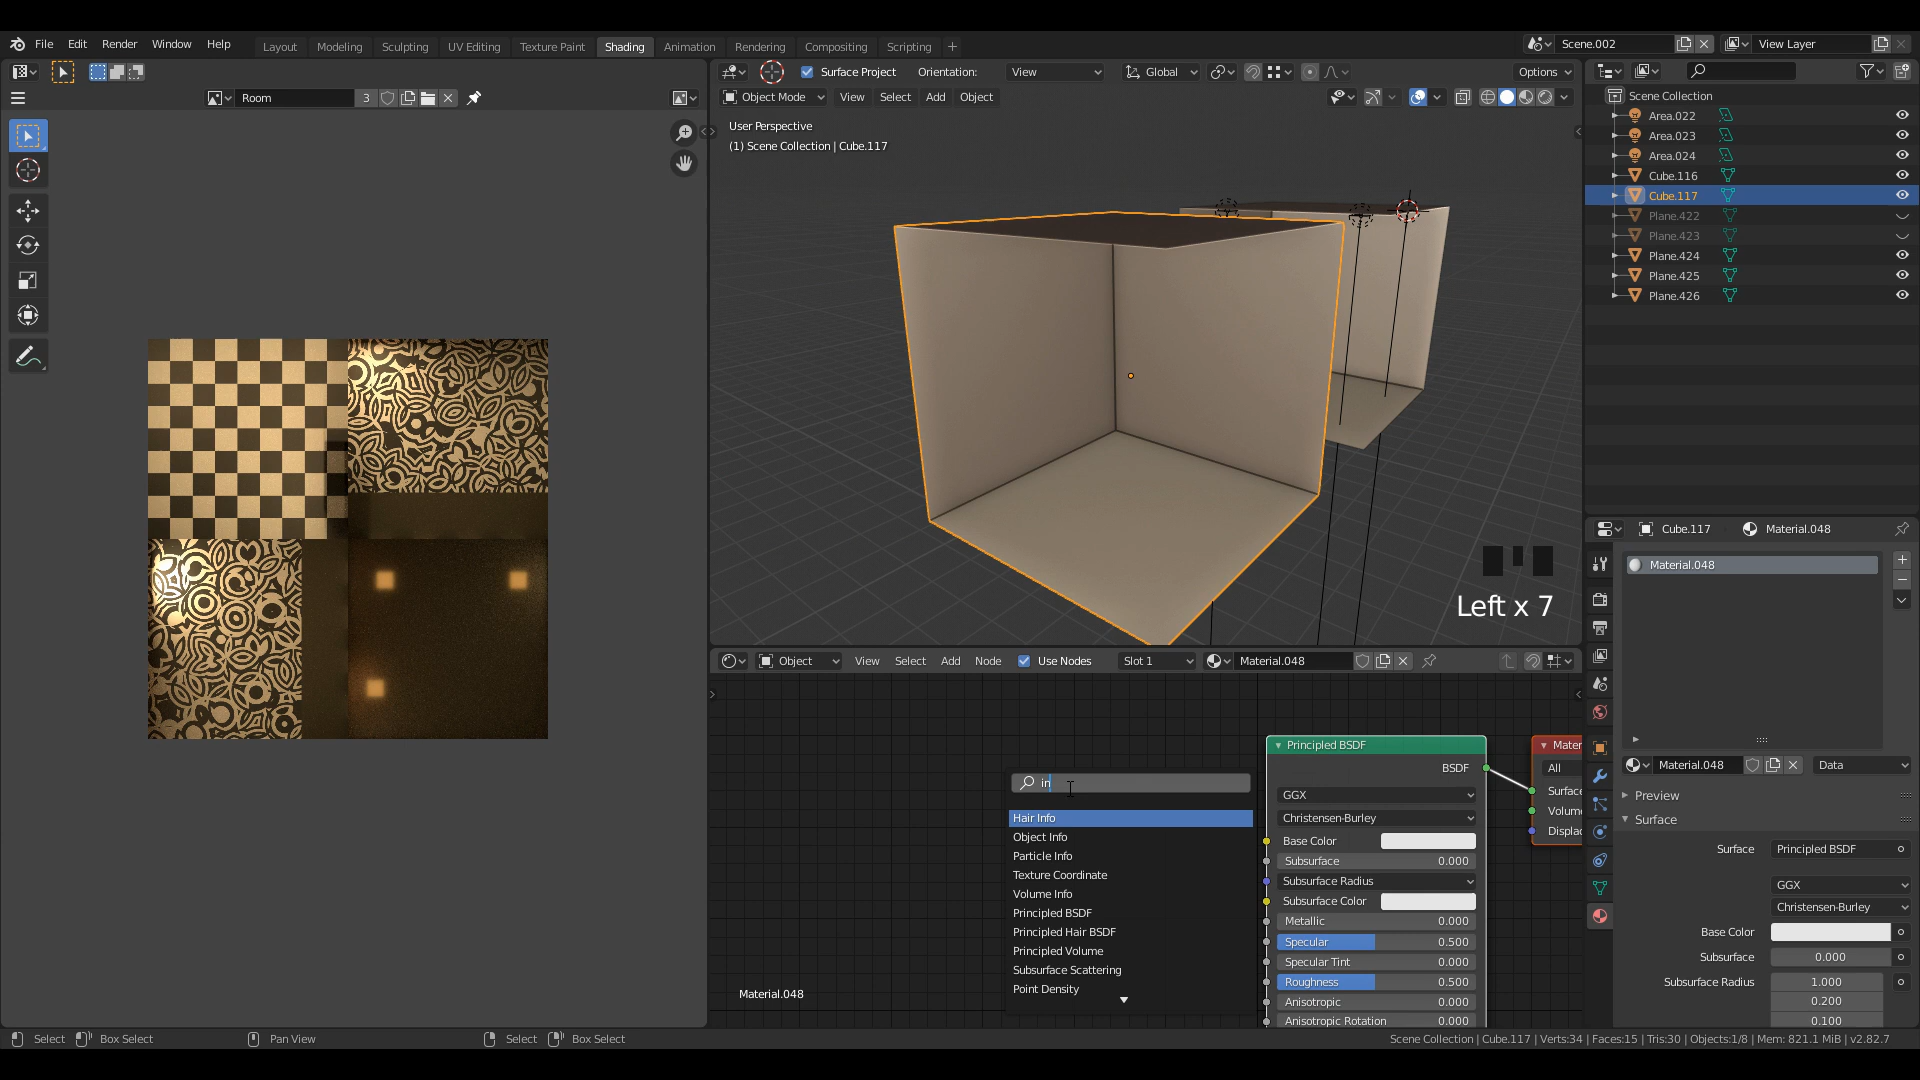 File Edit Render Window Help
Layout Modeling Sculpting UV Editing Texture Paint Shading Animation Rendering Compositing Scripting +
Scene.002
View Layer
Surface Project Orientation: View Global Options
Room 3
Object Mode View Select Add Object
User Perspective
(1) Scene Collection | Cube.117
Left x 7
Scene Collection
Area.022
Area.023
Area.024
Cube.116
Cube.117
Plane.422
Plane.423
Plane.424
Plane.425
Plane.426
Object View Select Add Node Use Nodes Slot 1 Material.048
in
Hair Info
Object Info
Particle Info
Texture Coordinate
Volume Info
Principled BSDF
Principled Hair BSDF
Principled Volume
Subsurface Scattering
Point Density
Material.048
Principled BSDF
BSDF
GGX
Christensen-Burley
Base Color
Subsurface 0.000
Subsurface Radius
Subsurface Color
Metallic 0.000
Specular 0.500
Specular Tint 0.000
Roughness 0.500
Anisotropic 0.000
Anisotropic Rotation 0.000
Mater
All
Surface
Volum
Displac
Cube.117 Material.048
Material.048
Material.048 Data
Preview
Surface
Surface Principled BSDF
GGX
Christensen-Burley
Base Color
Subsurface 0.000
Subsurface Radius 1.000
0.200
0.100
Select Box Select Pan View Select Box Select
Scene Collection | Cube.117 | Verts:34 | Faces:15 | Tris:30 | Objects:1/8 | Mem: 821.1 MiB | v2.82.7